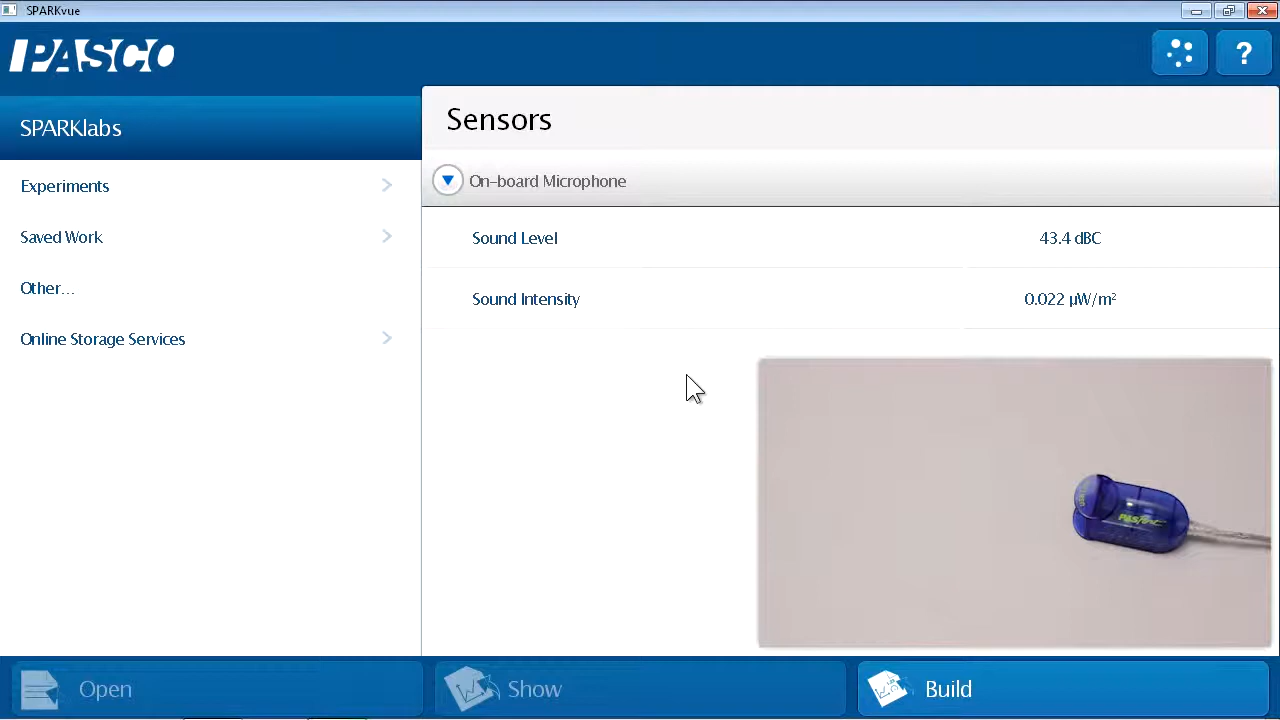 SPARKvue
PASCO
?
SPARKlabs
Experiments
Saved Work
Other...
Online Storage Services
Sensors
On-board Microphone
Sound Level 43.4 dBC
Sound Intensity 0.022 µW/m²
PASPORT
Open
Show
Build